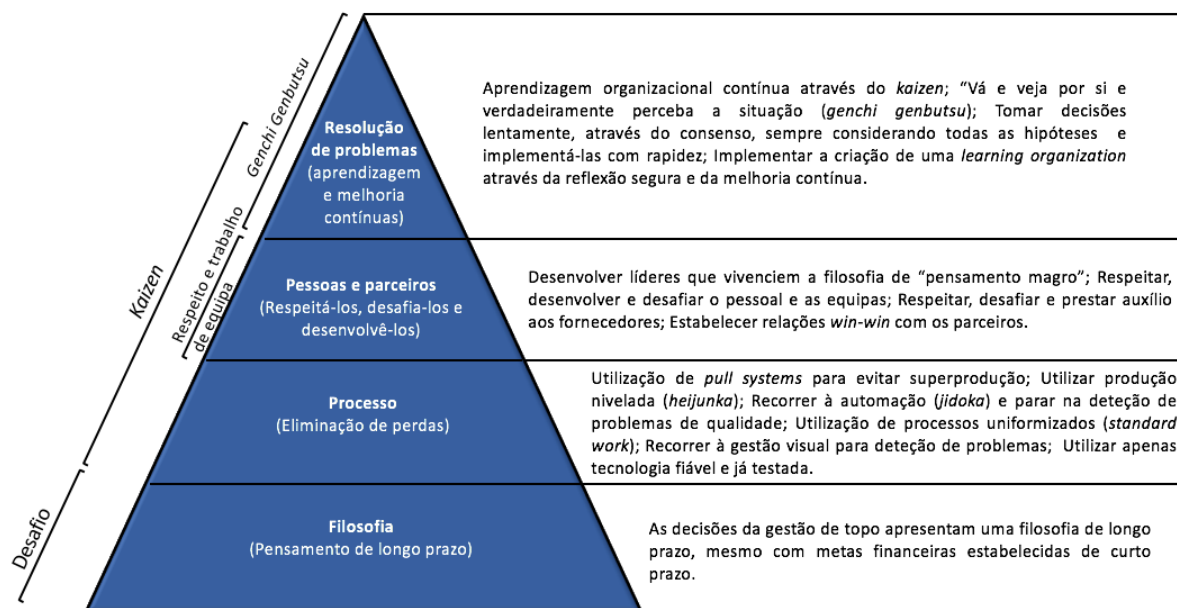 Genchi Genbutsu
Kaizen
Respeito e trabalho
de equipa
Desafio
Resolução
de problemas
(aprendizagem
e melhoria
contínuas)
Aprendizagem organizacional contínua através do kaizen; “Vá e veja por si e
verdadeiramente perceba a situação (genchi genbutsu); Tomar decisões
lentamente, através do consenso, sempre considerando todas as hipóteses e
implementá-las com rapidez; Implementar a criação de uma learning organization
através da reflexão segura e da melhoria contínua.
Pessoas e parceiros
(Respeitá-los, desafia-los e
desenvolvê-los)
Desenvolver líderes que vivenciem a filosofia de “pensamento magro”; Respeitar,
desenvolver e desafiar o pessoal e as equipas; Respeitar, desafiar e prestar auxílio
aos fornecedores; Estabelecer relações win-win com os parceiros.
Processo
(Eliminação de perdas)
Utilização de pull systems para evitar superprodução; Utilizar produção
nivelada (heijunka); Recorrer à automação (jidoka) e parar na deteção de
problemas de qualidade; Utilização de processos uniformizados (standard
work); Recorrer à gestão visual para deteção de problemas; Utilizar apenas
tecnologia fiável e já testada.
Filosofia
(Pensamento de longo prazo)
As decisões da gestão de topo apresentam uma filosofia de longo
prazo, mesmo com metas financeiras estabelecidas de curto
prazo.